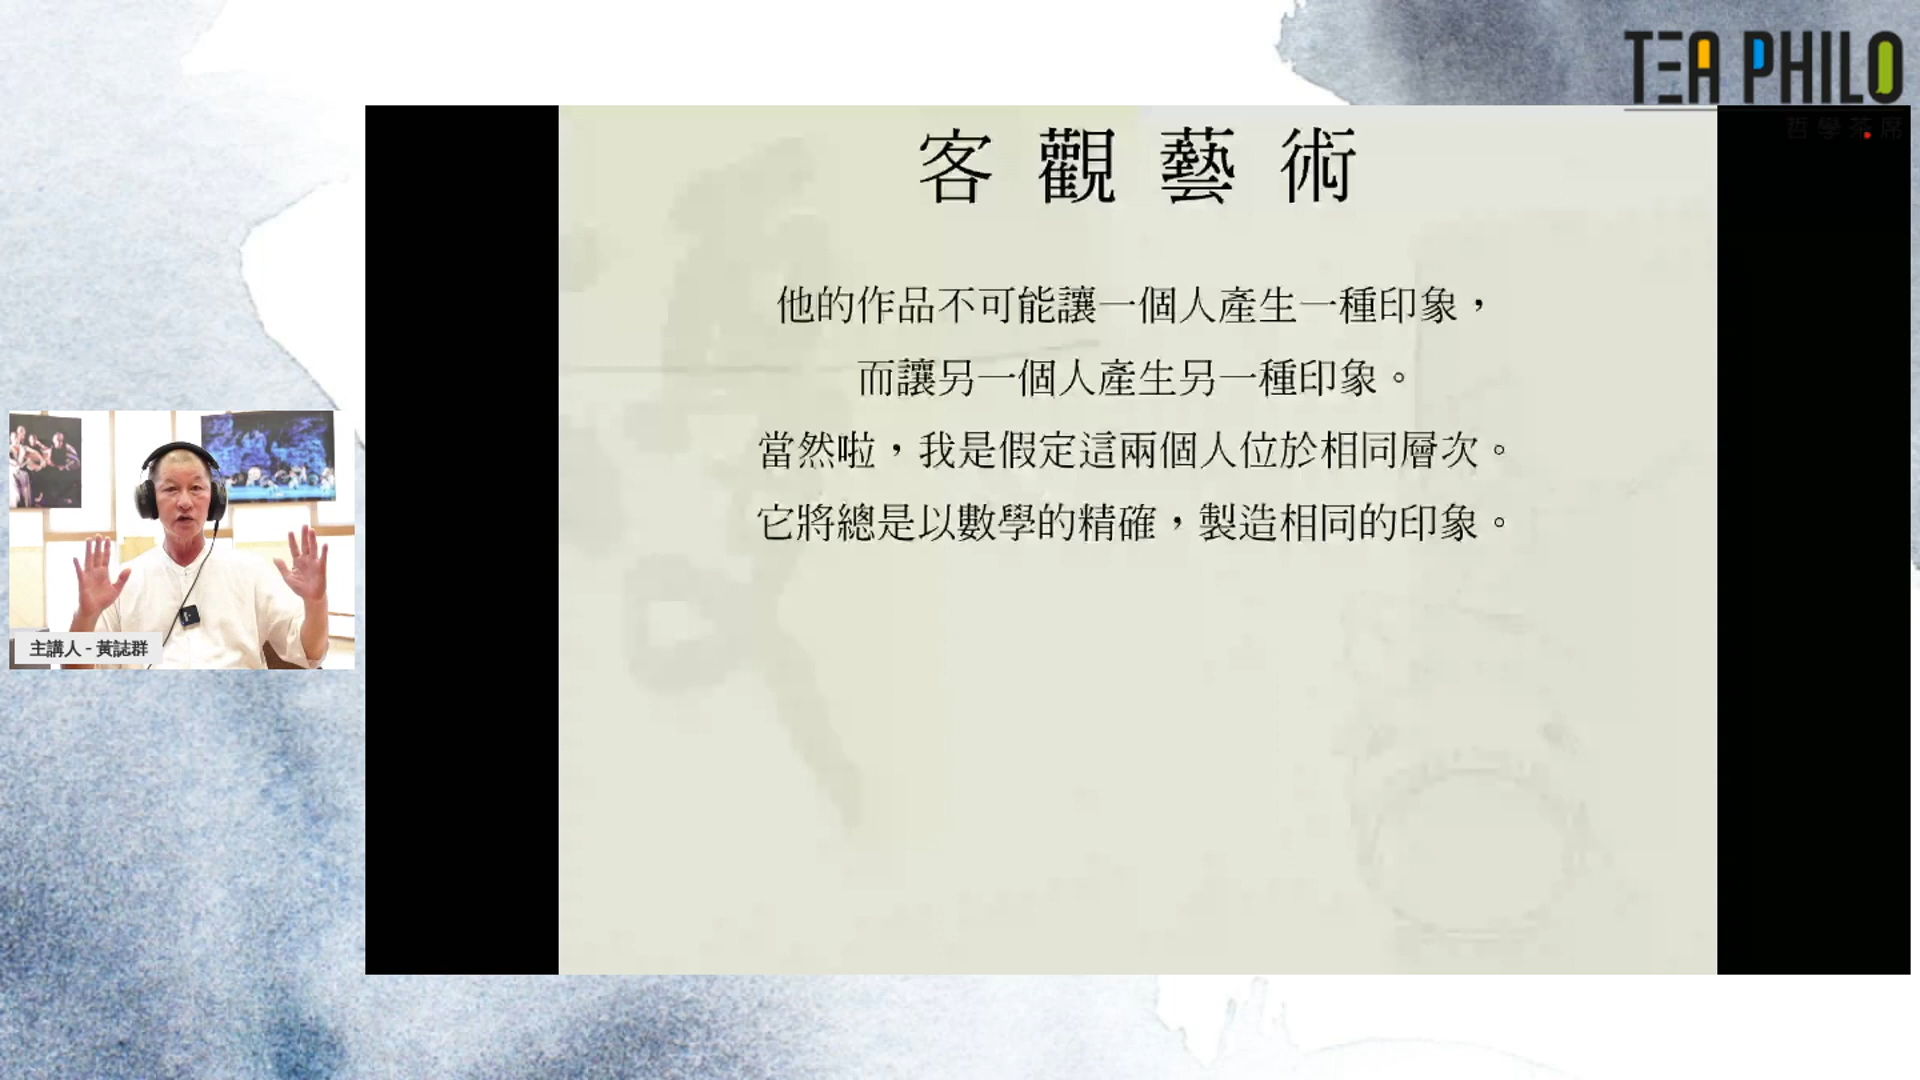 TEA PHILO
哲學茶席
客觀藝術
他的作品不可能讓一個人產生一種印象，
而讓另一個人產生另一種印象。
當然啦，我是假定這兩個人位於相同層次。
它將總是以數學的精確，製造相同的印象。
主講人 - 黃誌群